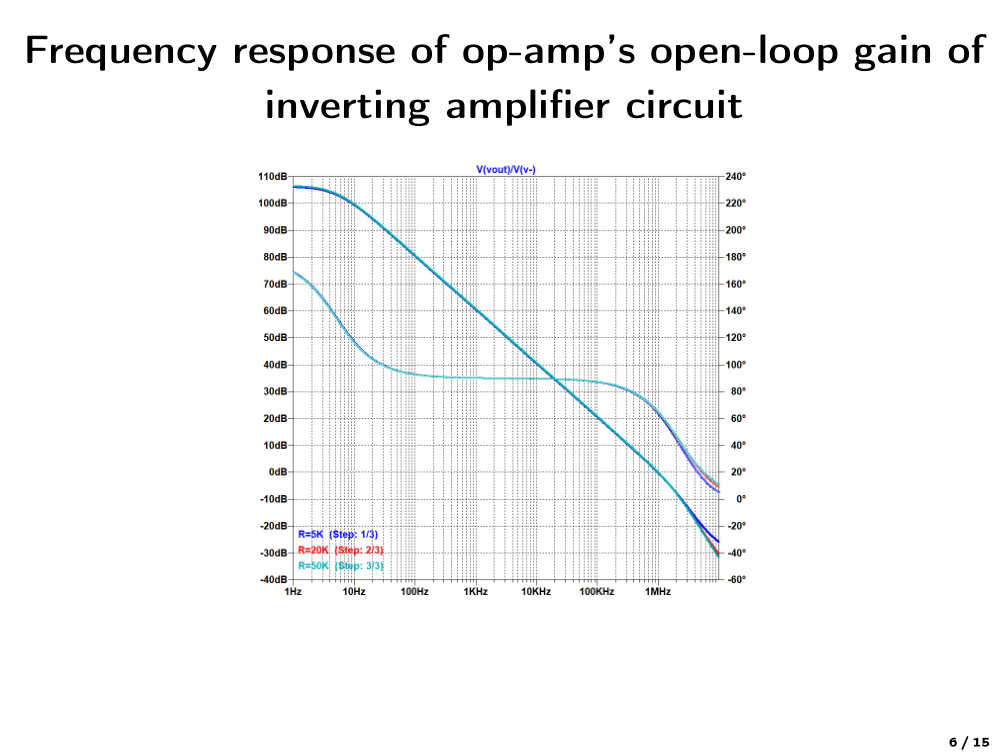 Frequency response of op-amp's open-loop gain of
inverting amplifier circuit
V(vout)/V(v-)
110dB 240°
100dB 220°
90dB 200°
80dB 180°
70dB 160°
60dB 140°
50dB 120°
40dB 100°
30dB 80°
20dB 60°
10dB 40°
0dB 20°
-10dB 0°
-20dB -20°
R=5K (Step: 1/3)
-30dB -40°
R=20K (Step: 2/3)
R=50K (Step: 3/3)
-40dB -60°
1Hz 10Hz 100Hz 1KHz 10KHz 100KHz 1MHz
6 / 15